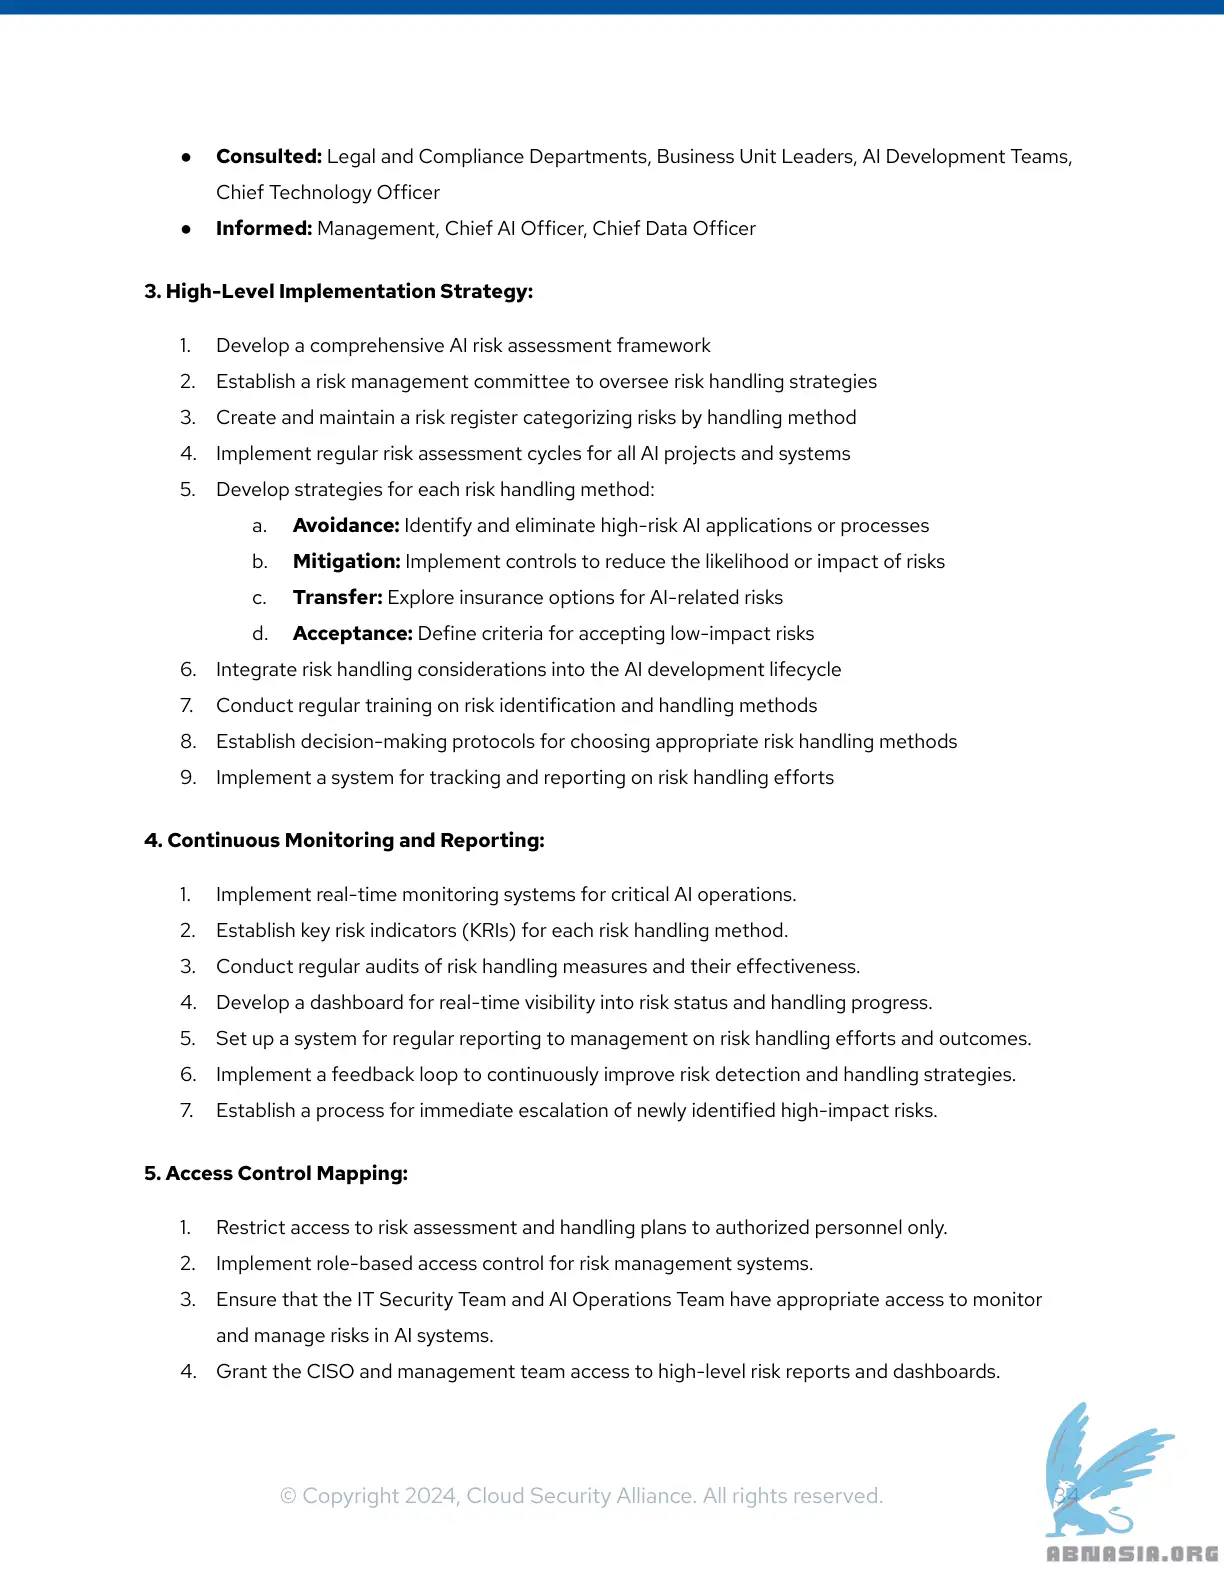 ● Consulted: Legal and Compliance Departments, Business Unit Leaders, AI Development Teams,
Chief Technology Officer
● Informed: Management, Chief AI Officer, Chief Data Officer
3. High-Level Implementation Strategy:
1. Develop a comprehensive AI risk assessment framework
2. Establish a risk management committee to oversee risk handling strategies
3. Create and maintain a risk register categorizing risks by handling method
4. Implement regular risk assessment cycles for all AI projects and systems
5. Develop strategies for each risk handling method:
a. Avoidance: Identify and eliminate high-risk AI applications or processes
b. Mitigation: Implement controls to reduce the likelihood or impact of risks
c. Transfer: Explore insurance options for AI-related risks
d. Acceptance: Define criteria for accepting low-impact risks
6. Integrate risk handling considerations into the AI development lifecycle
7. Conduct regular training on risk identification and handling methods
8. Establish decision-making protocols for choosing appropriate risk handling methods
9. Implement a system for tracking and reporting on risk handling efforts
4. Continuous Monitoring and Reporting:
1. Implement real-time monitoring systems for critical AI operations.
2. Establish key risk indicators (KRIs) for each risk handling method.
3. Conduct regular audits of risk handling measures and their effectiveness.
4. Develop a dashboard for real-time visibility into risk status and handling progress.
5. Set up a system for regular reporting to management on risk handling efforts and outcomes.
6. Implement a feedback loop to continuously improve risk detection and handling strategies.
7. Establish a process for immediate escalation of newly identified high-impact risks.
5. Access Control Mapping:
1. Restrict access to risk assessment and handling plans to authorized personnel only.
2. Implement role-based access control for risk management systems.
3. Ensure that the IT Security Team and AI Operations Team have appropriate access to monitor
and manage risks in AI systems.
4. Grant the CISO and management team access to high-level risk reports and dashboards.
© Copyright 2024, Cloud Security Alliance. All rights reserved. 34
ABNASIA.ORG